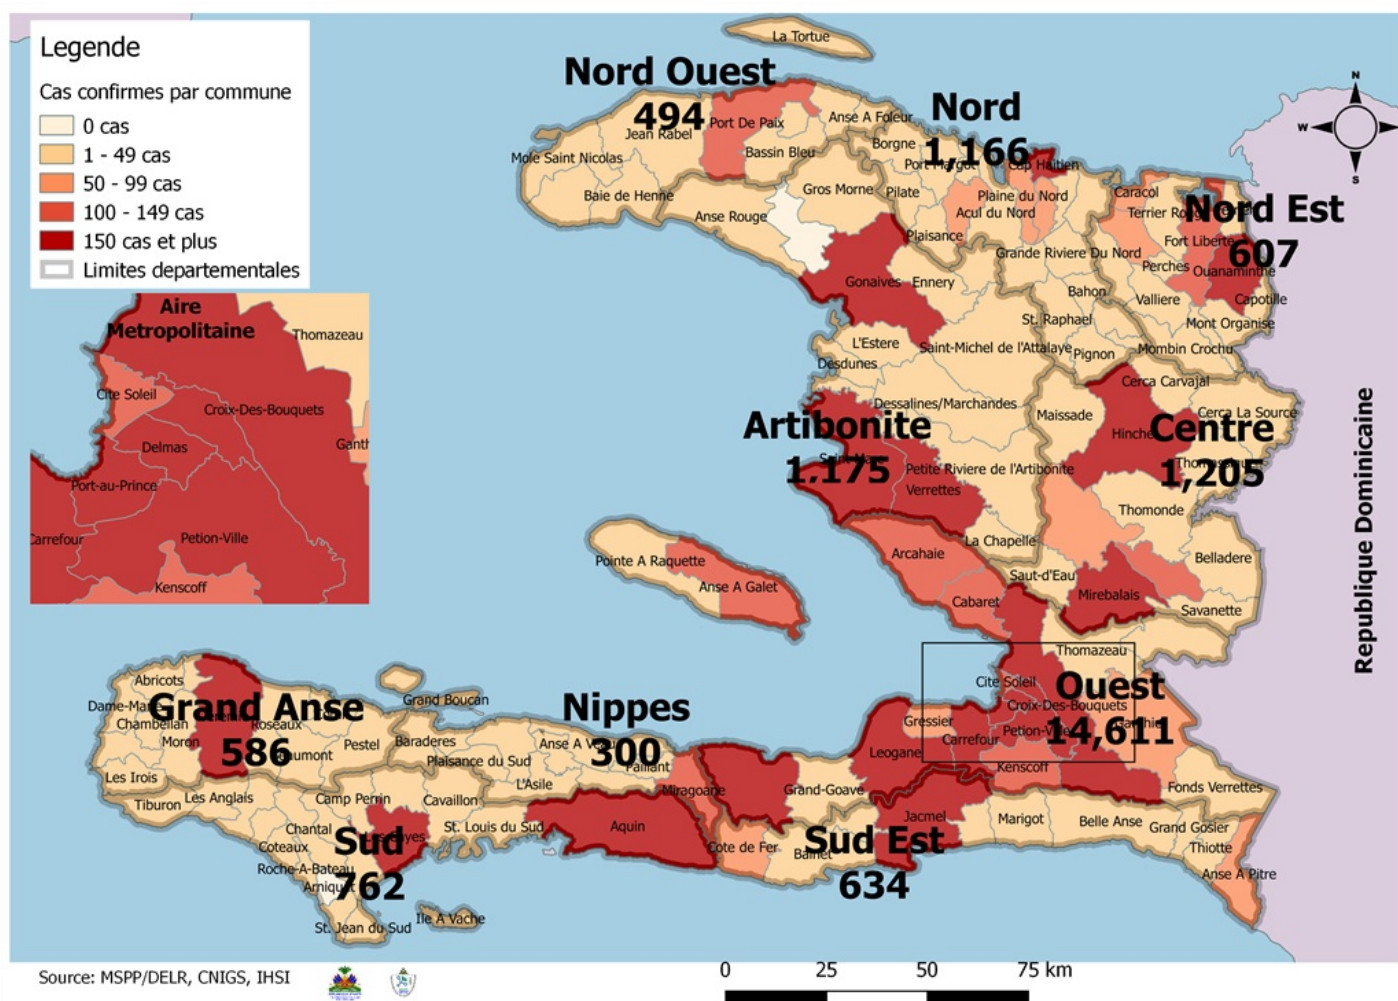 Legende
Cas confirmes par commune
0 cas
1 - 49 cas
50 - 99 cas
100 - 149 cas
150 cas et plus
Limites departementales
Aire
Metropolitaine
Thomazeau
Cite Soleil
Croix-Des-Bouquets
Delmas
Port-au-Prince
Carrefour
Petion-Ville
Kenscoff
La Tortue
Nord Ouest
494
Port De Paix
Jean Rabel
Anse A Foleur
Bassin Bleu
Mole Saint Nicolas
Baie de Henne
Nord
1,166
Borgne
Port Margot
Cap Haitien
Gros Morne
Pilate
Plaine du Nord
Acul du Nord
Anse Rouge
Plaisance
N
W
S
Caracol
Nord Est
607
Fort Liberte
Grande Riviere Du Nord
Perches
Ouanaminthe
Gonaives
Ennery
Bahon
Valliere
Capotille
St. Raphael
Mont Organise
L'Estere
Saint-Michel de l'Attalaye
Pignon
Mombin Crochu
Desdunes
Cerca Carvajal
Dessalines/Marchandes
Maissade
Cerca La Source
Artibonite
1,175
Hinche
Centre
1,205
Petite Riviere de l'Artibonite
Verrettes
Thomonde
La Chapelle
Arcahaie
Belladere
Pointe A Raquette
Anse A Galet
Saut-d'Eau
Cabaret
Mirebalais
Savanette
Republique Dominicaine
Thomazeau
Cite Soleil
Ouest
14,611
Croix-Des-Bouquets
Gressier
Carrefour
Petion-Ville
Leogane
Kenscoff
Fonds Verrettes
Abricots
Grand Anse
586
Chambellan
Moron
Roseaux
Pestel
Les Irois
Grand Boucan
Nippes
300
Baraderes
Plaisance du Sud
L'Asile
Miragoane
Grand-Goave
Tiburon
Les Anglais
Camp Perrin
Cavaillon
St. Louis du Sud
Aquin
Chantal
Coteaux
Sud
762
Roche-A-Bateau
St. Jean du Sud
Ile A Vache
Cote de Fer
Sud Est
634
Jacmel
Marigot
Belle Anse
Grand Gosier
Thiotte
Anse A Pitre
Source: MSPP/DELR, CNIGS, IHSI
0 25 50 75 km